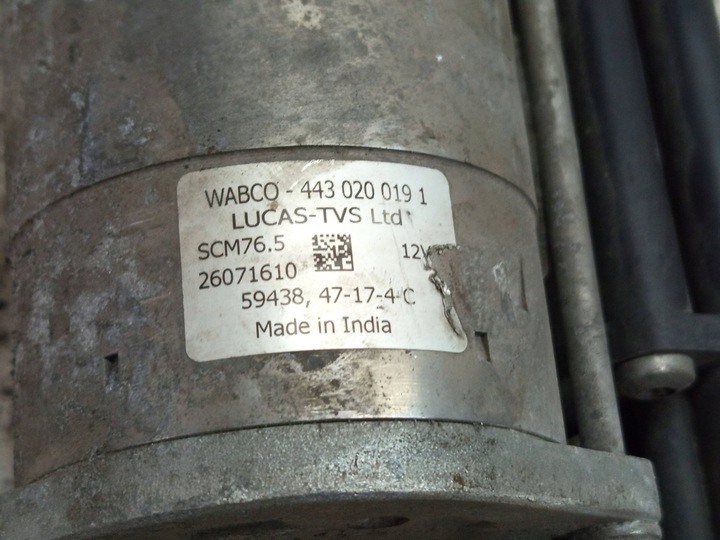 WABCO - 443 020 019 1
LUCAS-TVS Ltd
SCM76.5 12V
26071610
59438, 47-17-4 C
Made in India